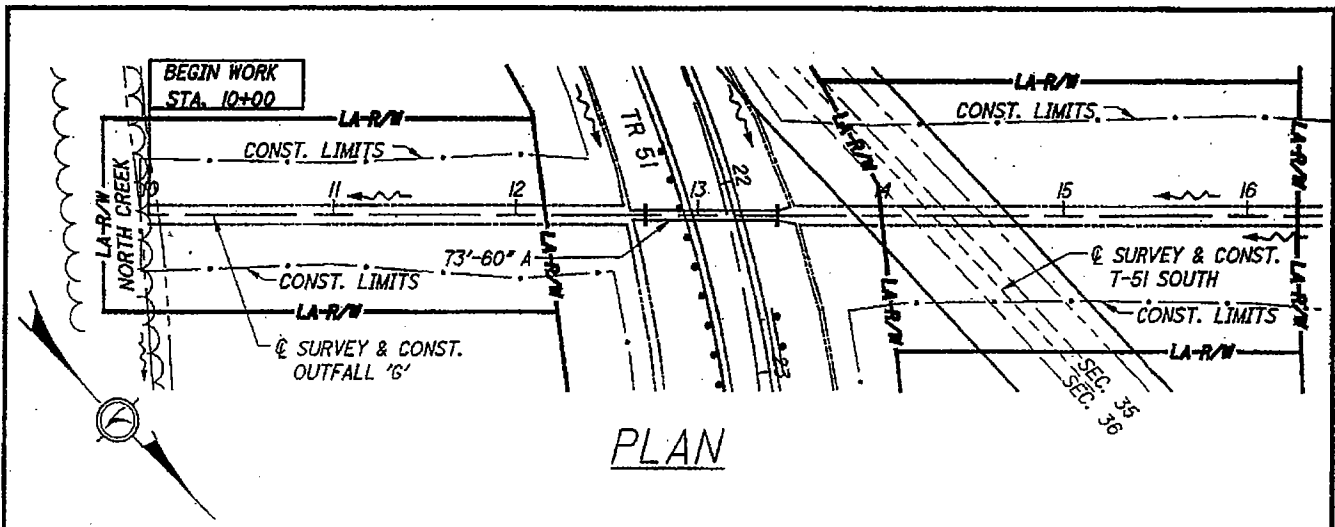 BEGIN WORK
STA. 10+00
LA-R/W
LA-R/W
CONST. LIMITS
CONST. LIMITS
TR 51
22
LA-R/W
LA-R/W
LA-R/W
NORTH CREEK
11
12
13
14
15
16
73'-60" A
LA-R/W
LA-R/W
LA-R/W
CONST. LIMITS
℄ SURVEY & CONST.
T-51 SOUTH
CONST. LIMITS
LA-R/W
LA-R/W
℄ SURVEY & CONST.
OUTFALL 'G'
23
SEC. 35
SEC. 36
PLAN